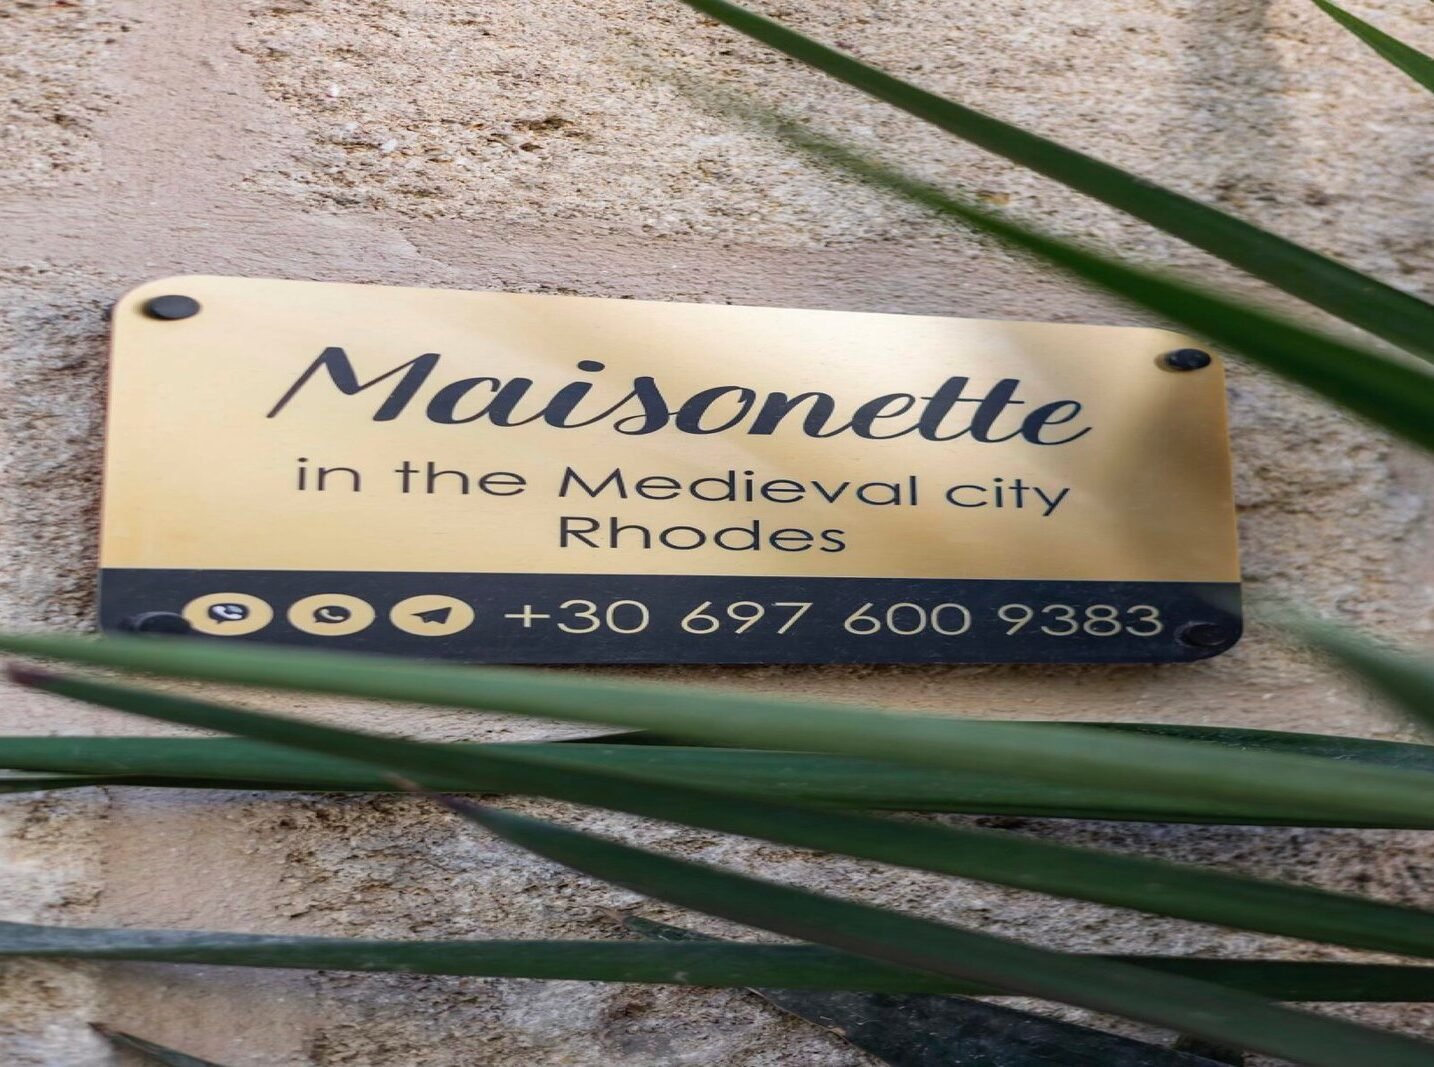 Maisonette
in the Medieval city
Rhodes
+30 697 600 9383